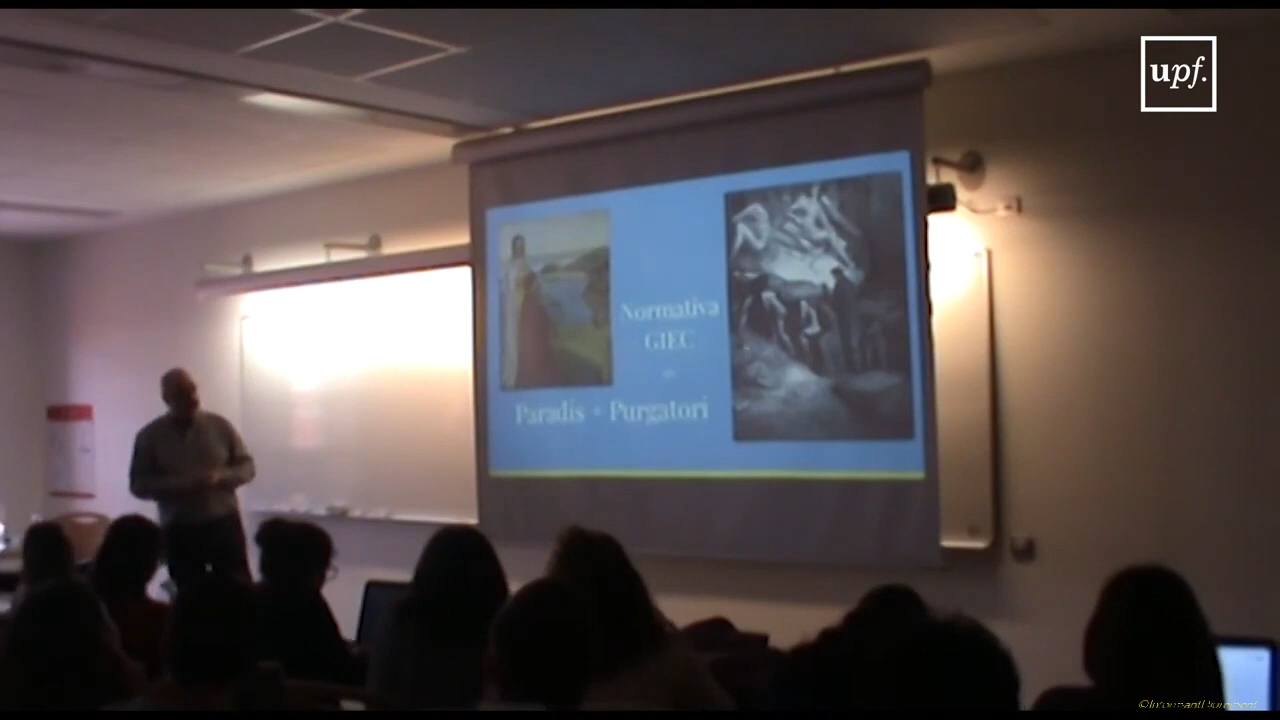 upf.
Normativa
GIEC
=
Paradís + Purgatori